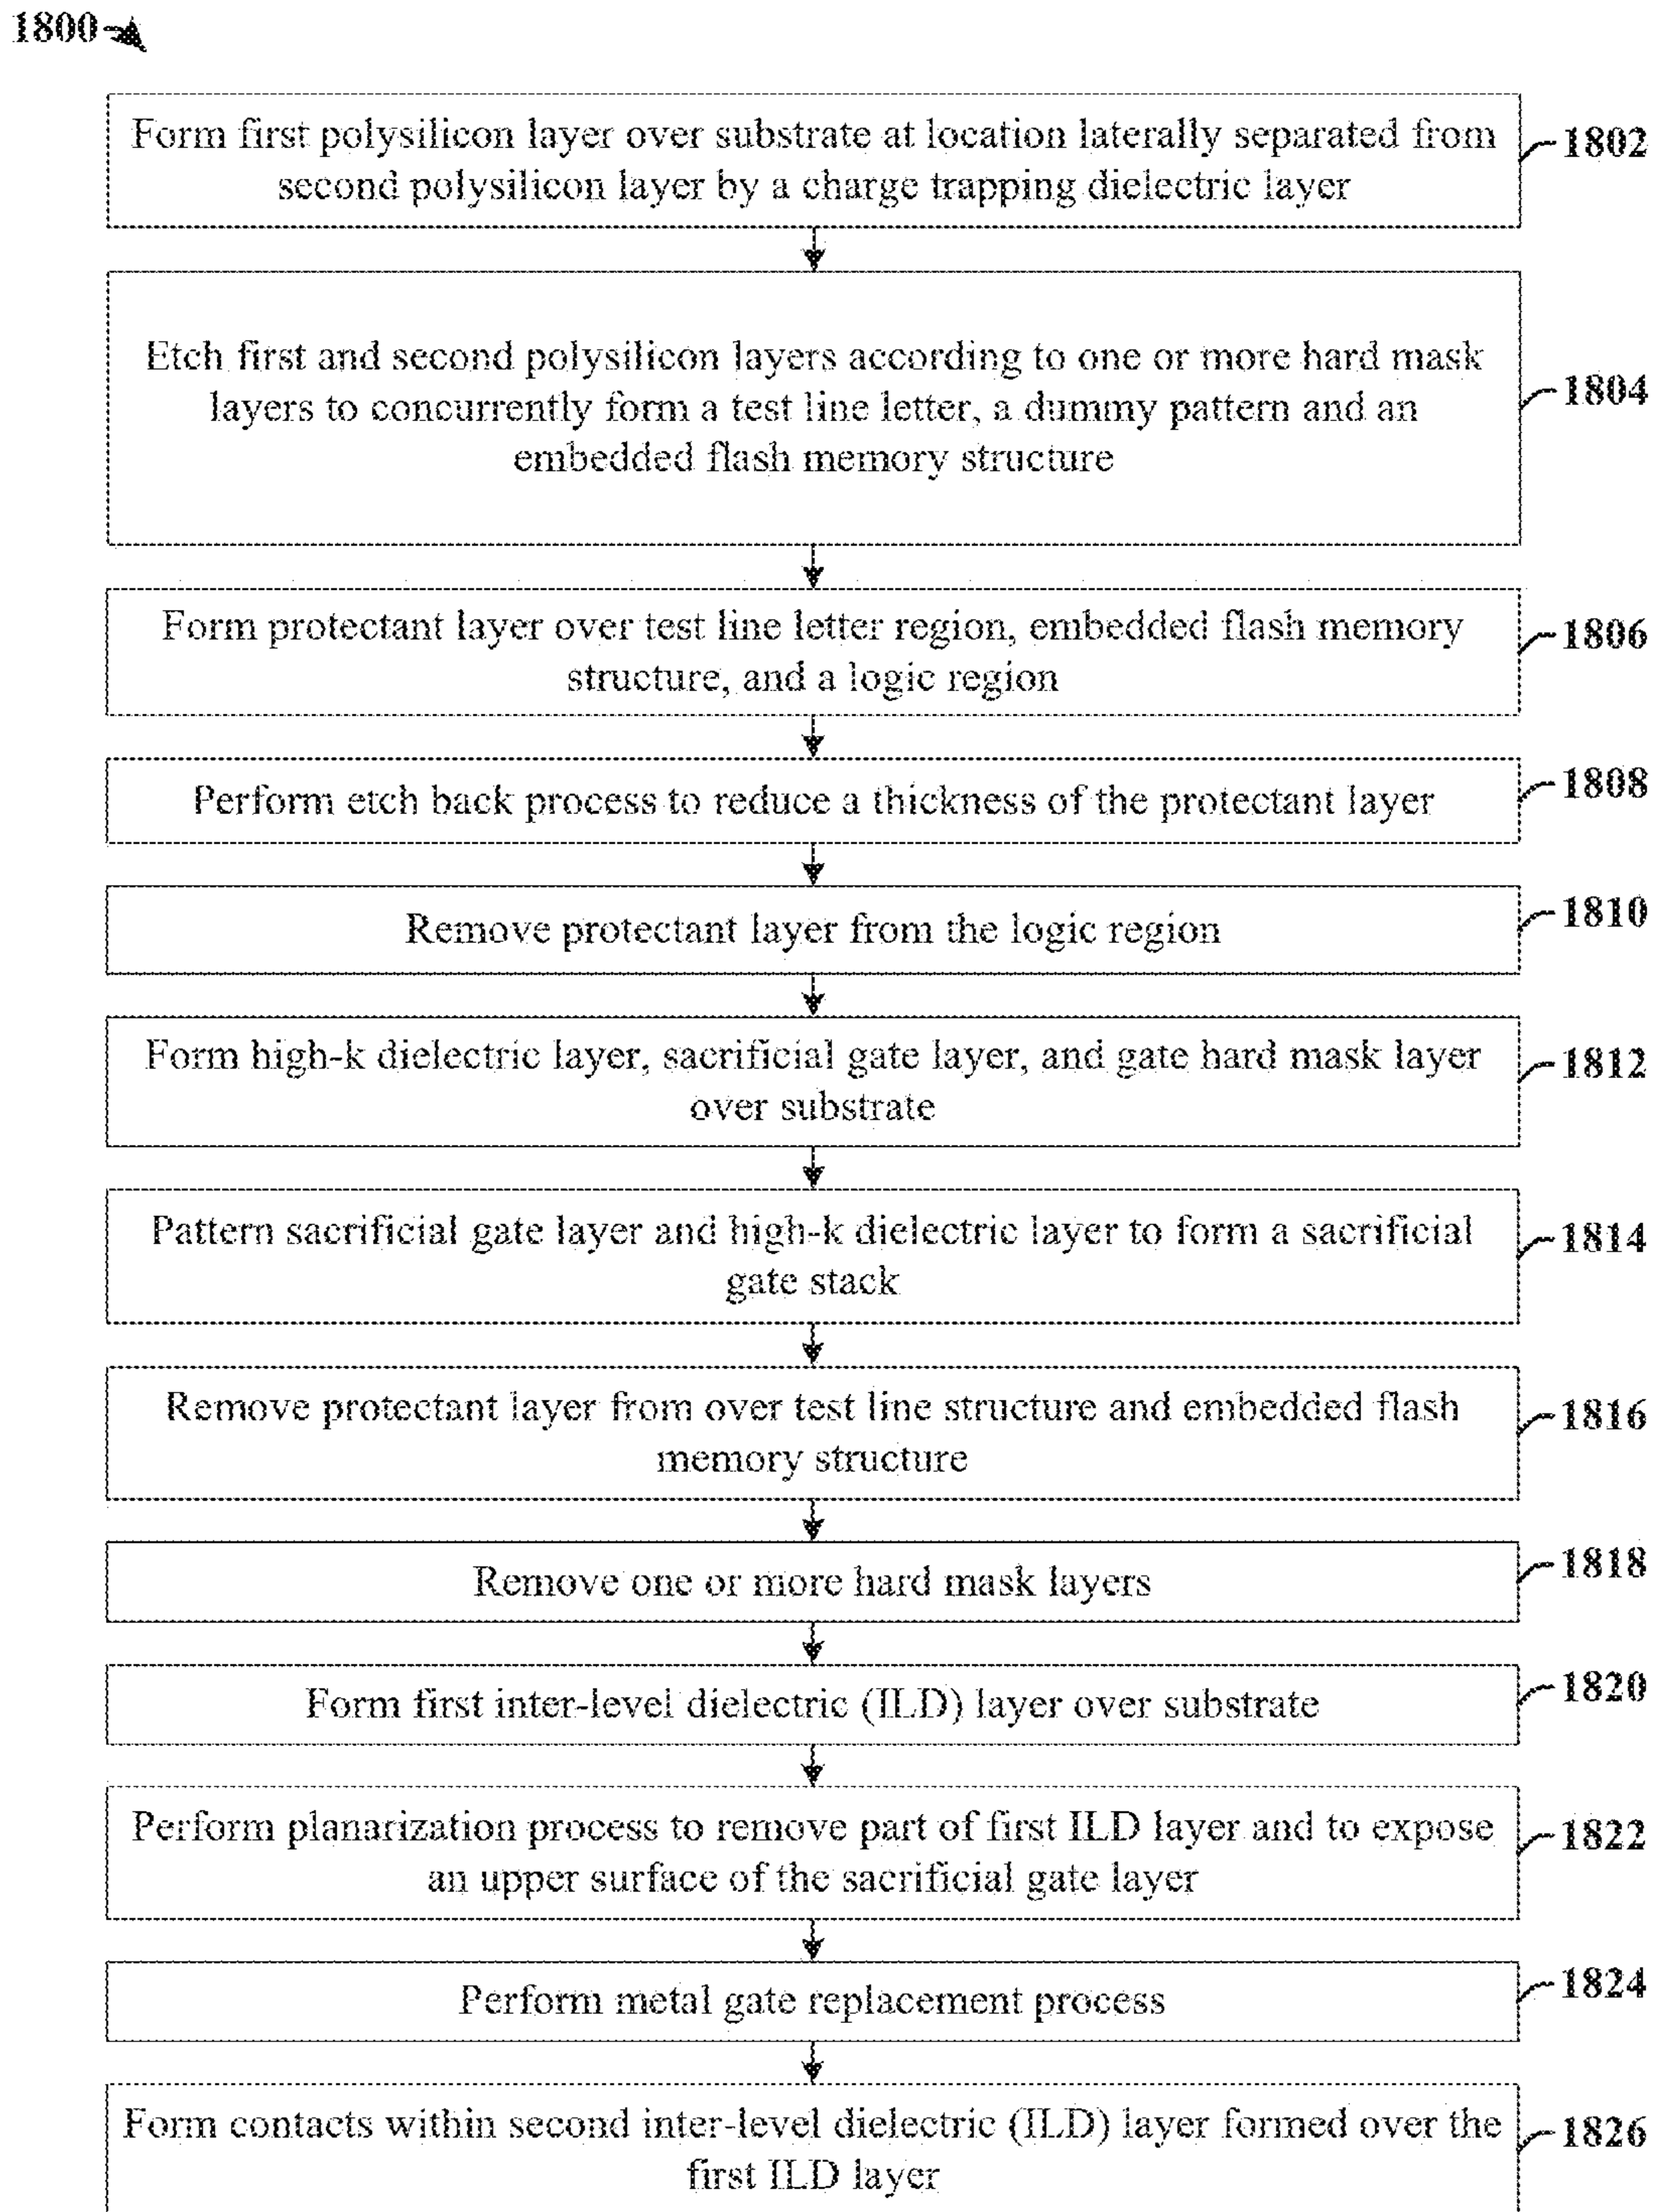 1800
Form first polysilicon layer over substrate at location laterally separated from
second polysilicon layer by a charge trapping dielectric layer
1802
Etch first and second polysilicon layers according to one or more hard mask
layers to concurrently form a test line letter, a dummy pattern and an
embedded flash memory structure
1804
Form protectant layer over test line letter region, embedded flash memory
structure, and a logic region
1806
Perform etch back process to reduce a thickness of the protectant layer
1808
Remove protectant layer from the logic region
1810
Form high-k dielectric layer, sacrificial gate layer, and gate hard mask layer
over substrate
1812
Pattern sacrificial gate layer and high-k dielectric layer to form a sacrificial
gate stack
1814
Remove protectant layer from over test line structure and embedded flash
memory structure
1816
Remove one or more hard mask layers
1818
Form first inter-level dielectric (ILD) layer over substrate
1820
Perform planarization process to remove part of first ILD layer and to expose
an upper surface of the sacrificial gate layer
1822
Perform metal gate replacement process
1824
Form contacts within second inter-level dielectric (ILD) layer formed over the
first ILD layer
1826